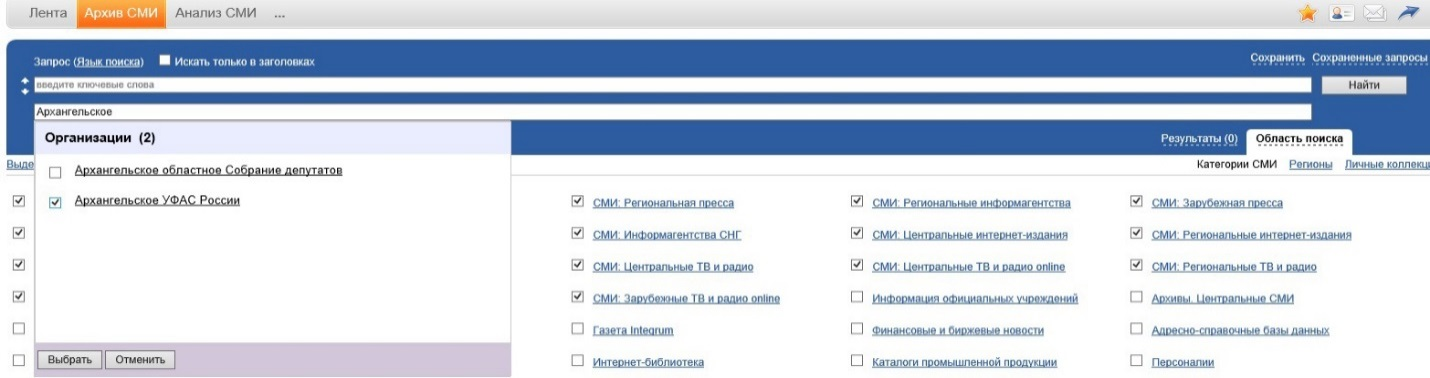 Лента Архив СМИ Анализ СМИ ...
Запрос (Язык поиска) Искать только в заголовках Сохранить Сохраненные запросы
введите ключевые слова Найти
Архангельское
Организации (2) Результаты (0) Область поиска
Выде Категории СМИ Регионы Личные коллекци
Архангельское областное Собрание депутатов
Архангельское УФАС России СМИ: Региональная пресса СМИ: Региональные информагентства СМИ: Зарубежная пресса
СМИ: Информагентства СНГ СМИ: Центральные интернет-издания СМИ: Региональные интернет-издания
СМИ: Центральные ТВ и радио СМИ: Центральные ТВ и радио online СМИ: Региональные ТВ и радио
СМИ: Зарубежные ТВ и радио online Информация официальных учреждений Архивы. Центральные СМИ
Газета Integrum Финансовые и биржевые новости Адресно-справочные базы данных
Выбрать Отменить Интернет-библиотека Каталоги промышленной продукции Персоналии